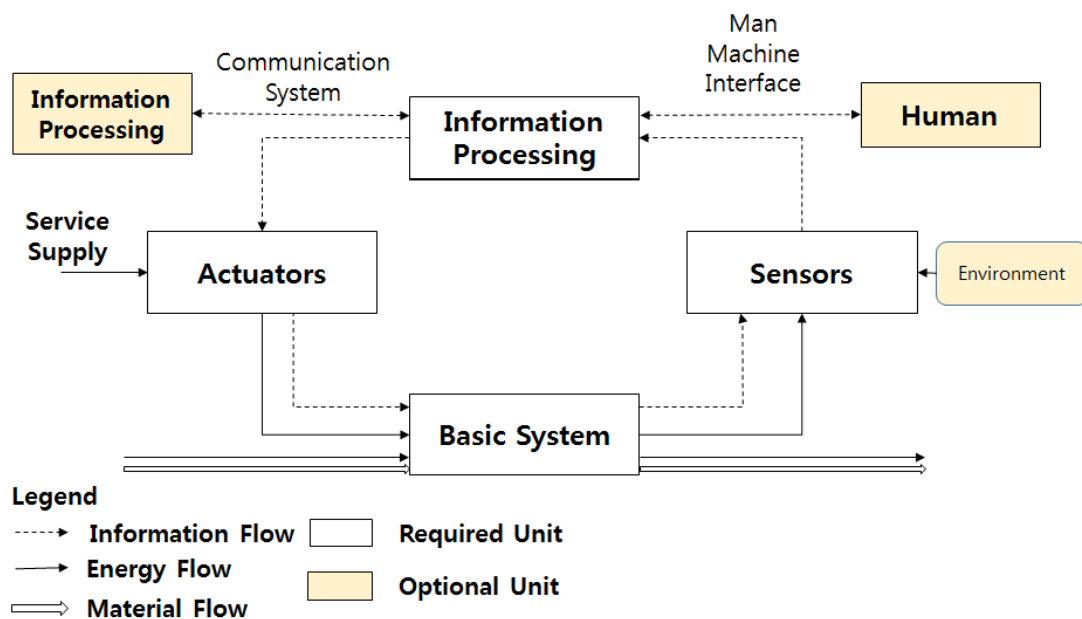 Communication
System
Man
Machine
Interface
Information
Processing
Information
Processing
Human
Service
Supply
Actuators
Sensors
Environment
Basic System
Legend
Information Flow
Required Unit
Energy Flow
Optional Unit
Material Flow